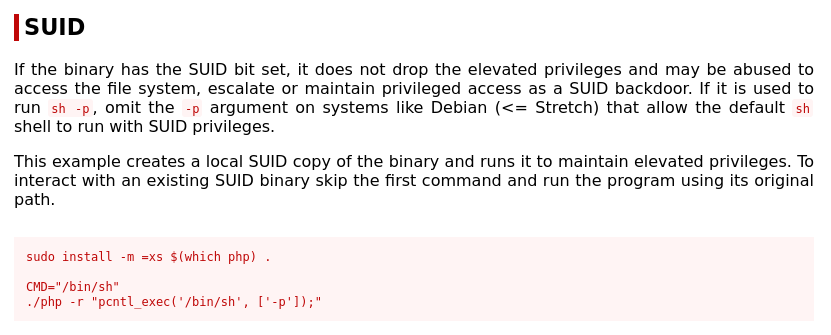 SUID
If the binary has the SUID bit set, it does not drop the elevated privileges and may be abused to
access the file system, escalate or maintain privileged access as a SUID backdoor. If it is used to
run sh -p, omit the -p argument on systems like Debian (<= Stretch) that allow the default sh
shell to run with SUID privileges.
This example creates a local SUID copy of the binary and runs it to maintain elevated privileges. To
interact with an existing SUID binary skip the first command and run the program using its original
path.
sudo install -m =xs $(which php) .
CMD="/bin/sh"
./php -r "pcntl_exec('/bin/sh', ['-p']);"